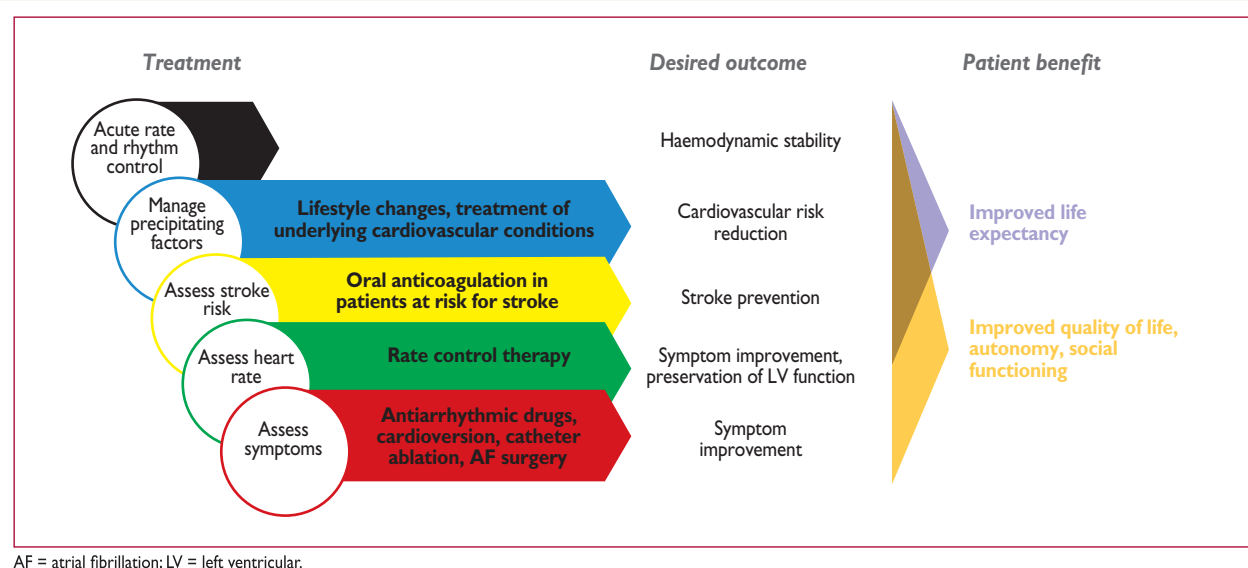 Treatment
Desired outcome
Patient benefit
Acute rate
and rhythm
control
Haemodynamic stability
Manage
precipitating
factors
Lifestyle changes, treatment of
underlying cardiovascular conditions
Cardiovascular risk
reduction
Improved life
expectancy
Assess stroke
risk
Oral anticoagulation in
patients at risk for stroke
Stroke prevention
Assess heart
rate
Rate control therapy
Symptom improvement,
preservation of LV function
Improved quality of life,
autonomy, social
functioning
Assess
symptoms
Antiarrhythmic drugs,
cardioversion, catheter
ablation, AF surgery
Symptom
improvement
AF = atrial fibrillation; LV = left ventricular.